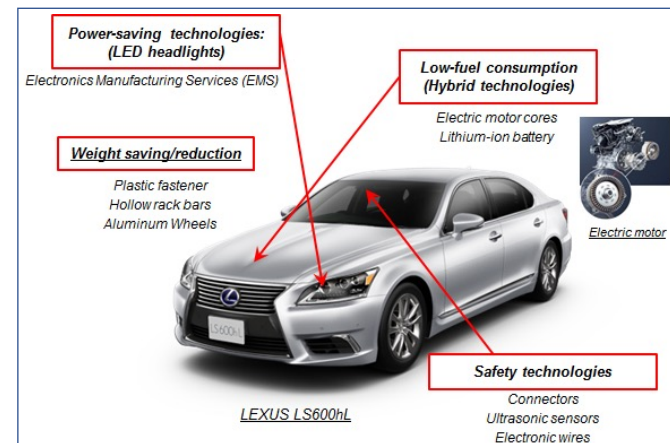 Power-saving technologies:
(LED headlights)
Electronics Manufacturing Services (EMS)
Low-fuel consumption
(Hybrid technologies)
Electric motor cores
Lithium-ion battery
Weight saving/reduction
Plastic fastener
Hollow rack bars
Aluminum Wheels
Electric motor
LS600hL
Safety technologies
Connectors
Ultrasonic sensors
Electronic wires
LEXUS LS600hL